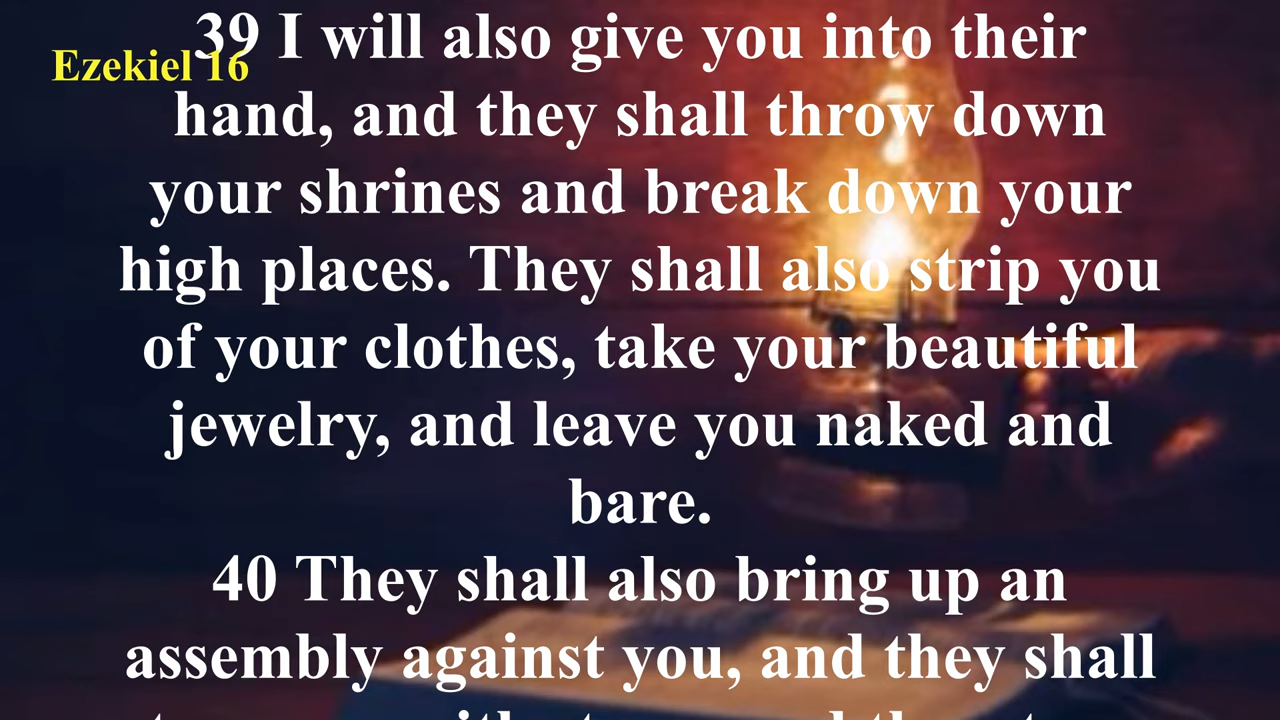 Ezekiel 16
39 I will also give you into their
hand, and they shall throw down
your shrines and break down your
high places. They shall also strip you
of your clothes, take your beautiful
jewelry, and leave you naked and
bare.
40 They shall also bring up an
assembly against you, and they shall